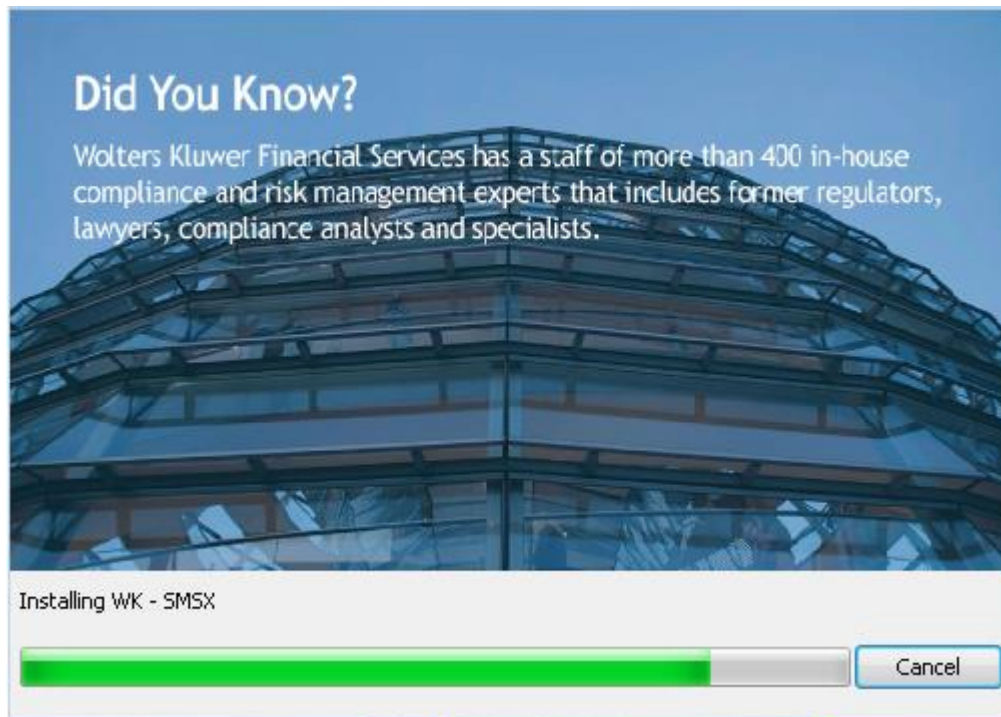 Did You Know?
Wolters Kluwer Financial Services has a staff of more than 400 in-house
compliance and risk management experts that includes former regulators,
lawyers, compliance analysts and specialists.
Installing WK - SMSX
Cancel